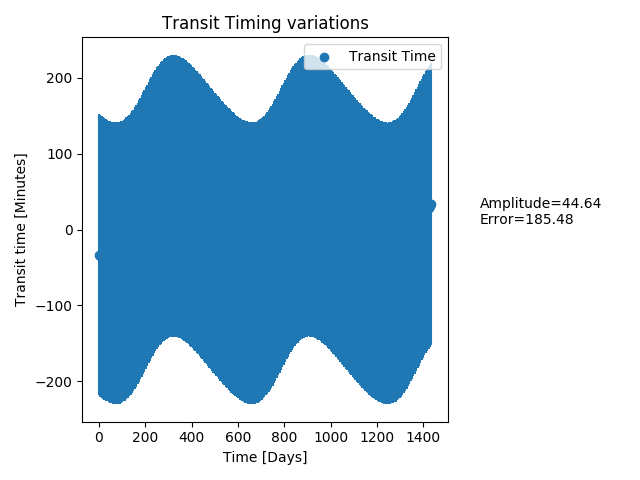 Transit Timing variations
Transit Time
200
100
0
−100
−200
Transit time [Minutes]
0
200
400
600
800
1000
1200
1400
Time [Days]
Amplitude=44.64
Error=185.48